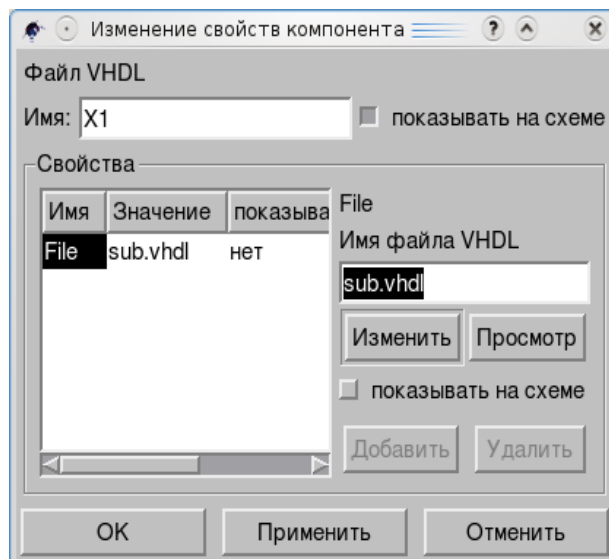 Изменение свойств компонента
Файл VHDL
Имя: X1 показывать на схеме
Свойства
Имя Значение показыва
File sub.vhdl нет
File
Имя файла VHDL
sub.vhdl
Изменить Просмотр
показывать на схеме
Добавить Удалить
OK Применить Отменить